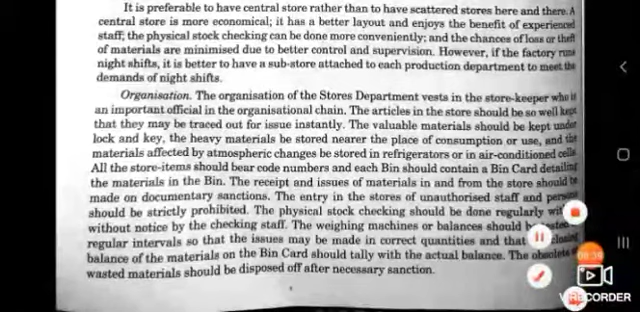 It is preferable to have central store rather than to have scattered stores here and there. A
central store is more economical; it has a better layout and enjoys the benefit of experienced
staff; the physical stock checking can be done more conveniently; and the chances of loss or theft
of materials are minimised due to better control and supervision. However, if the factory runs
night shifts, it is better to have a sub-store attached to each production department to meet the
demands of night shifts.
Organisation. The organisation of the Stores Department vests in the store-keeper who is
an important official in the organisational chain. The articles in the store should be so well kept
that they may be traced out for issue instantly. The valuable materials should be kept under
lock and key, the heavy materials be stored nearer the place of consumption or use, and the
materials affected by atmospheric changes be stored in refrigerators or in air-conditioned cells.
All the store-items should bear code numbers and each Bin should contain a Bin Card detailing
the materials in the Bin. The receipt and issues of materials in and from the store should be
made on documentary sanctions. The entry in the stores of unauthorised staff and persons
should be strictly prohibited. The physical stock checking should be done regularly
without notice by the checking staff. The weighing machines or balances should
regular intervals so that the issues may be made in correct quantities and that closing
balance of the materials on the Bin Card should tally with the actual balance. The obsolete
wasted materials should be disposed off after necessary sanction.
08:39